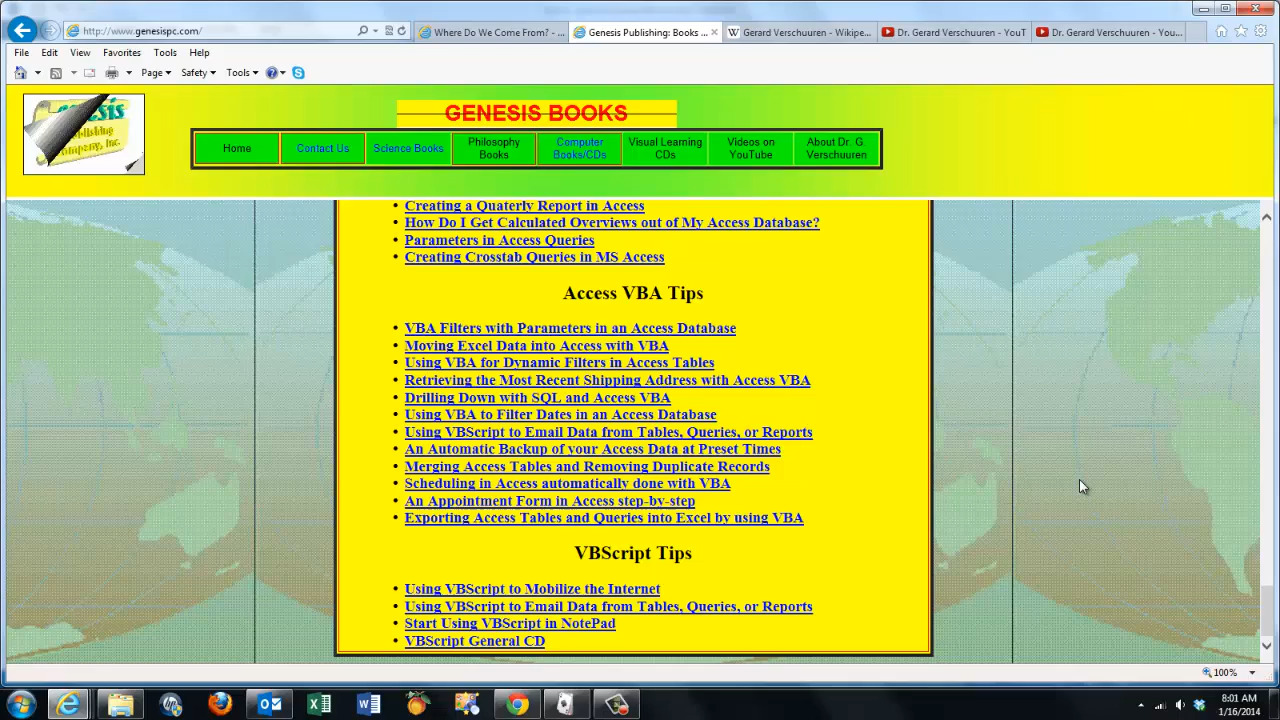 http://www.genesispc.com/
Where Do We Come From? - ...
Genesis Publishing: Books ...
Gerard Verschuuren - Wikipe...
Dr. Gerard Verschuuren - YouT
Dr. Gerard Verschuuren - You...
File Edit View Favorites Tools Help
Page Safety Tools
GENESIS BOOKS
Home
Contact Us
Science Books
Philosophy Books
Computer Books/CDs
Visual Learning CDs
Videos on YouTube
About Dr. G. Verschuuren
Creating a Quaterly Report in Access
How Do I Get Calculated Overviews out of My Access Database?
Parameters in Access Queries
Creating Crosstab Queries in MS Access
Access VBA Tips
VBA Filters with Parameters in an Access Database
Moving Excel Data into Access with VBA
Using VBA for Dynamic Filters in Access Tables
Retrieving the Most Recent Shipping Address with Access VBA
Drilling Down with SQL and Access VBA
Using VBA to Filter Dates in an Access Database
Using VBScript to Email Data from Tables, Queries, or Reports
An Automatic Backup of your Access Data at Preset Times
Merging Access Tables and Removing Duplicate Records
Scheduling in Access automatically done with VBA
An Appointment Form in Access step-by-step
Exporting Access Tables and Queries into Excel by using VBA
VBScript Tips
Using VBScript to Mobilize the Internet
Using VBScript to Email Data from Tables, Queries, or Reports
Start Using VBScript in NotePad
VBScript General CD
100%
8:01 AM
1/16/2014